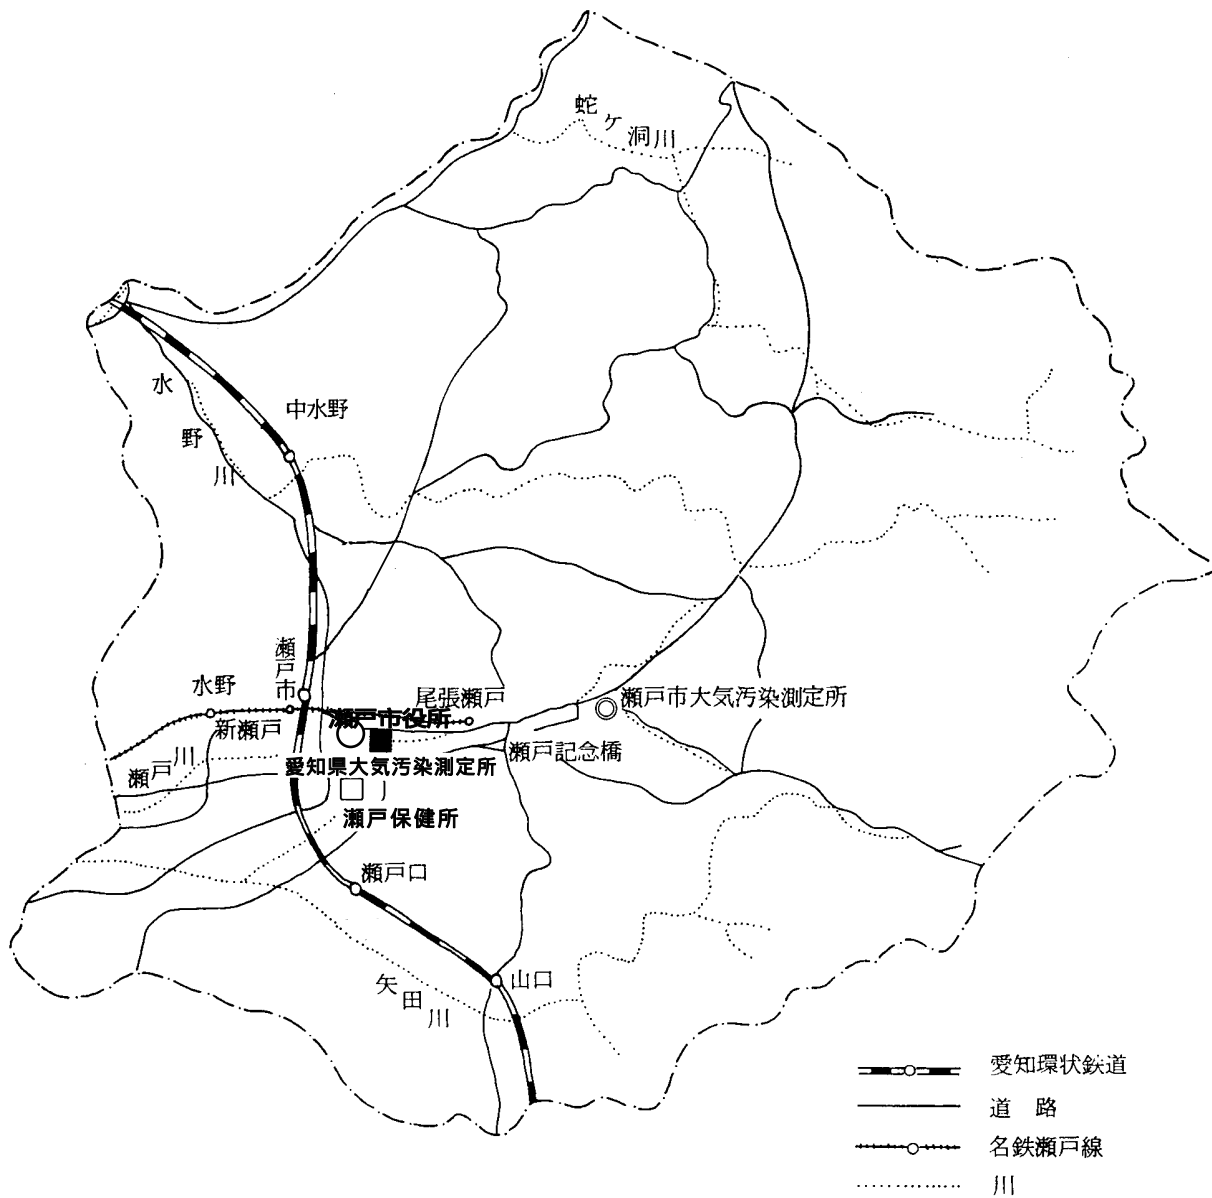 蛇ヶ洞川
水野川
中水野
瀬戸市
水野
尾張瀬戸
瀬戸市大気汚染測定所
新瀬戸
瀬戸市役所
瀬戸川
瀬戸記念橋
愛知県大気汚染測定所
瀬戸保健所
瀬戸口
矢田川
山口
愛知環状鉄道
道 路
名鉄瀬戸線
川